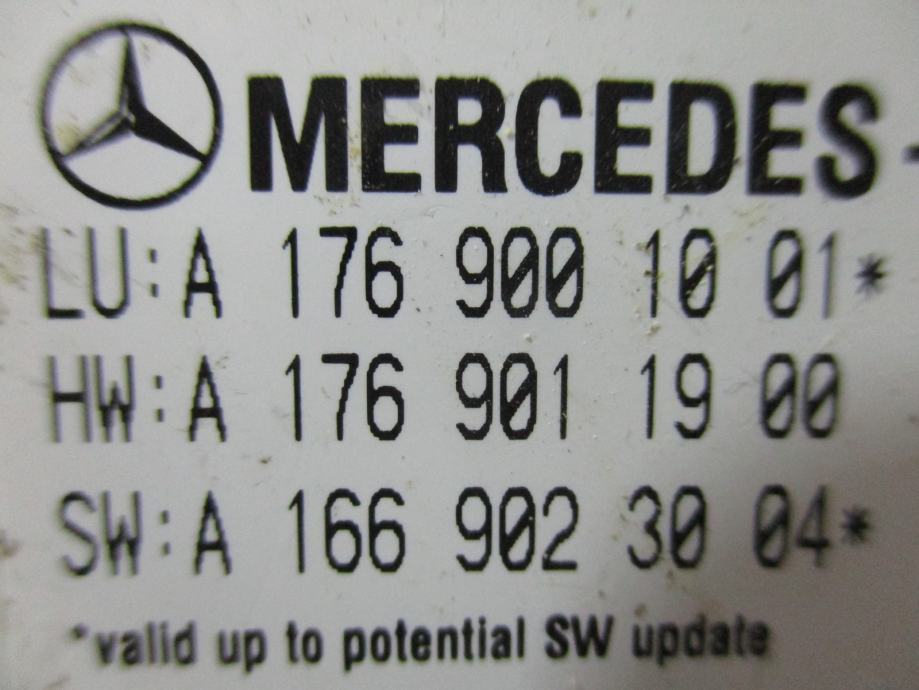 MERCEDES-
LU:A 176 900 10 01*
HW:A 176 901 19 00
SW:A 166 902 30 04*
*valid up to potential SW update